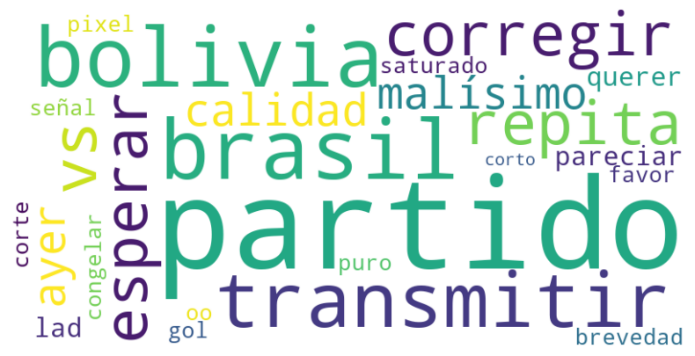 pixel
bolivia
corregir
saturado
querer
malísimo
señal
calidad
repita
vs
brasil
esperar
corto
pareciar
favor
partido
ayer
corte
congelar
puro
transmitir
oo
lad
gol
brevedad